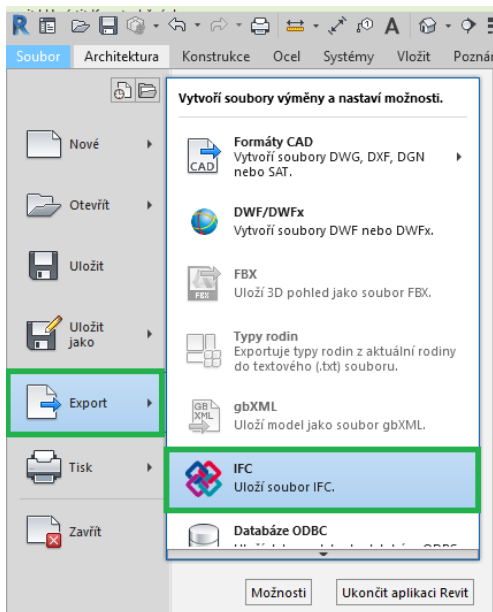 R A
Soubor Architektura Konstrukce Ocel Systémy Vložit Pozná
Vytvoří soubory výměny a nastaví možnosti.
Nové
Otevřít
Uložit
Uložit
jako
Export
Tisk
Zavřít
CAD
Formáty CAD
Vytvoří soubory DWG, DXF, DGN
nebo SAT.
DWF/DWFx
Vytvoří soubory DWF nebo DWFx.
FBX
FBX
Uloží 3D pohled jako soubor FBX.
Typy rodin
Exportuje typy rodin z aktuální rodiny
do textového (.txt) souboru.
GB
XML
gbXML
Uloží model jako soubor gbXML.
IFC
Uloží soubor IFC.
Databáze ODBC
Možnosti Ukončit aplikaci Revit